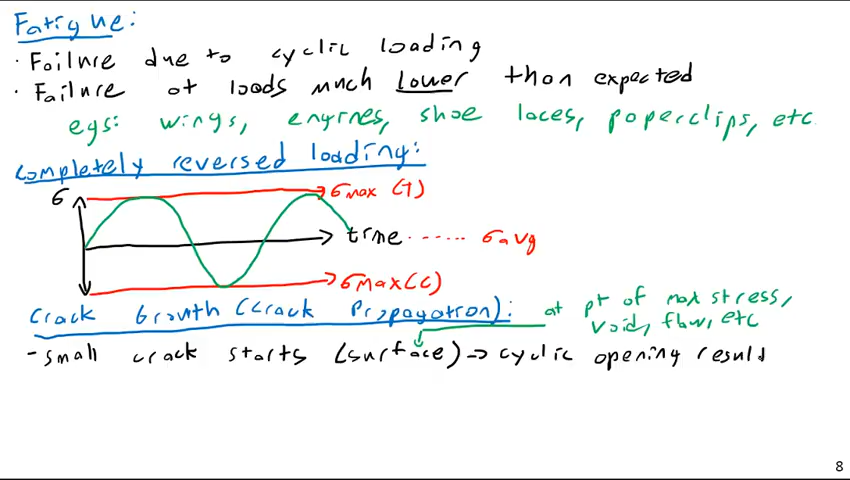 Fatigue:
· Failure due to cyclic loading
· Failure at loads much Lower than expected
egs: wings, engines, shoe laces, paperclips, etc.
Completely reversed loading:
σ
σmax (T)
time ...... σavg
σmax (C)
Crack Growth (Crack Propagation):
at pt of max stress,
void, flaw, etc
- small crack starts (surface) → cyclic opening results
8